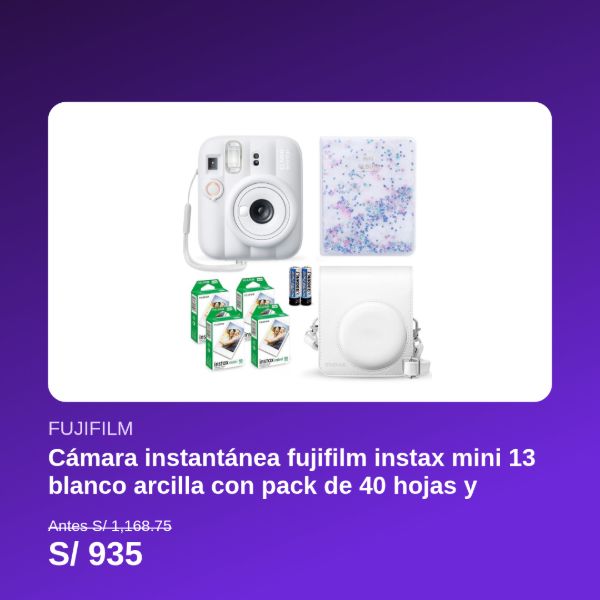 FUJIFILM
Cámara instantánea fujifilm instax mini 13
blanco arcilla con pack de 40 hojas y
Antes S/ 1,168.75
S/ 935